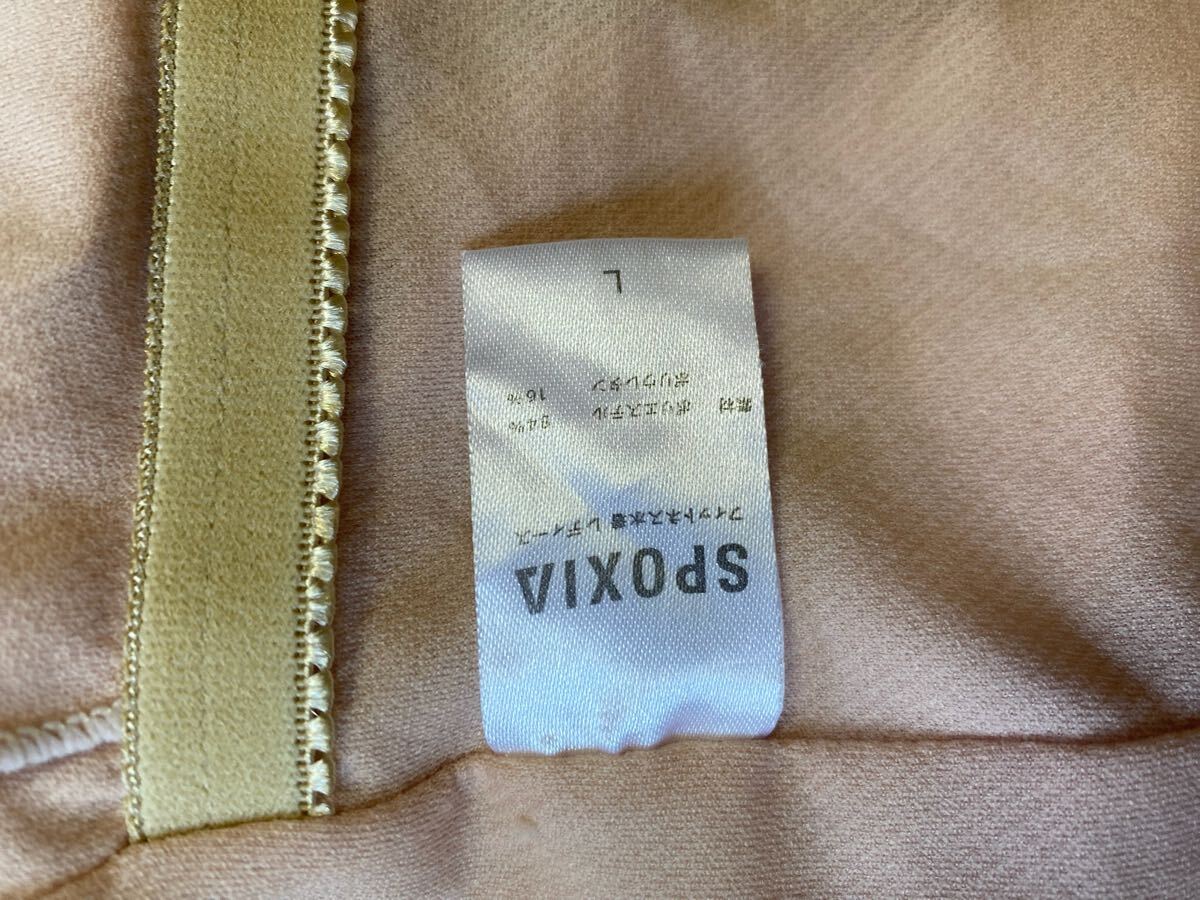 SPOXIA
フィットネス水着 レディース
素材 ポリエステル 84%
ポリウレタン 16%
L